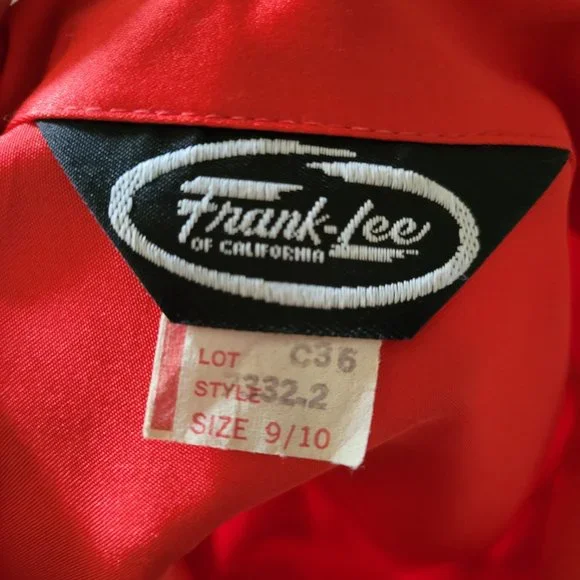 Frank-Lee
OF CALIFORNIA
LOT C36
STYLE 7332.2
SIZE 9/10